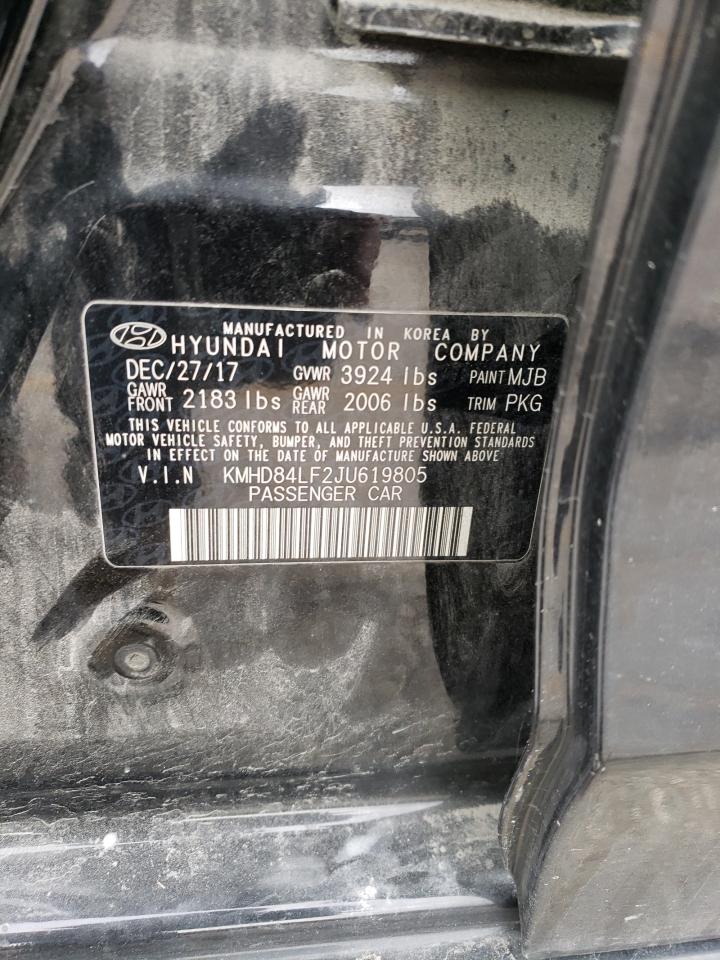 MANUFACTURED IN KOREA BY
HYUNDAI MOTOR COMPANY
DEC/27/17 GVWR 3924 lbs PAINT MJB
GAWR FRONT 2183 lbs GAWR REAR 2006 lbs TRIM PKG
THIS VEHICLE CONFORMS TO ALL APPLICABLE U.S.A. FEDERAL
MOTOR VEHICLE SAFETY, BUMPER, AND THEFT PREVENTION STANDARDS
IN EFFECT ON THE DATE OF MANUFACTURE SHOWN ABOVE
V.I.N KMHD84LF2JU619805
PASSENGER CAR